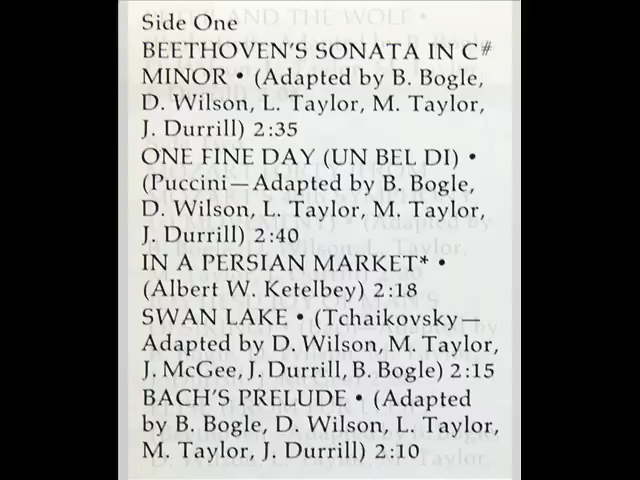 Side One
BEETHOVEN'S SONATA IN C#
MINOR • (Adapted by B. Bogle,
D. Wilson, L. Taylor, M. Taylor,
J. Durrill) 2:35
ONE FINE DAY (UN BEL DI) •
(Puccini—Adapted by B. Bogle,
D. Wilson, L. Taylor, M. Taylor,
J. Durrill) 2:40
IN A PERSIAN MARKET* •
(Albert W. Ketelbey) 2:18
SWAN LAKE • (Tchaikovsky—
Adapted by D. Wilson, M. Taylor,
J. McGee, J. Durrill, B. Bogle) 2:15
BACH'S PRELUDE • (Adapted
by B. Bogle, D. Wilson, L. Taylor,
M. Taylor, J. Durrill) 2:10